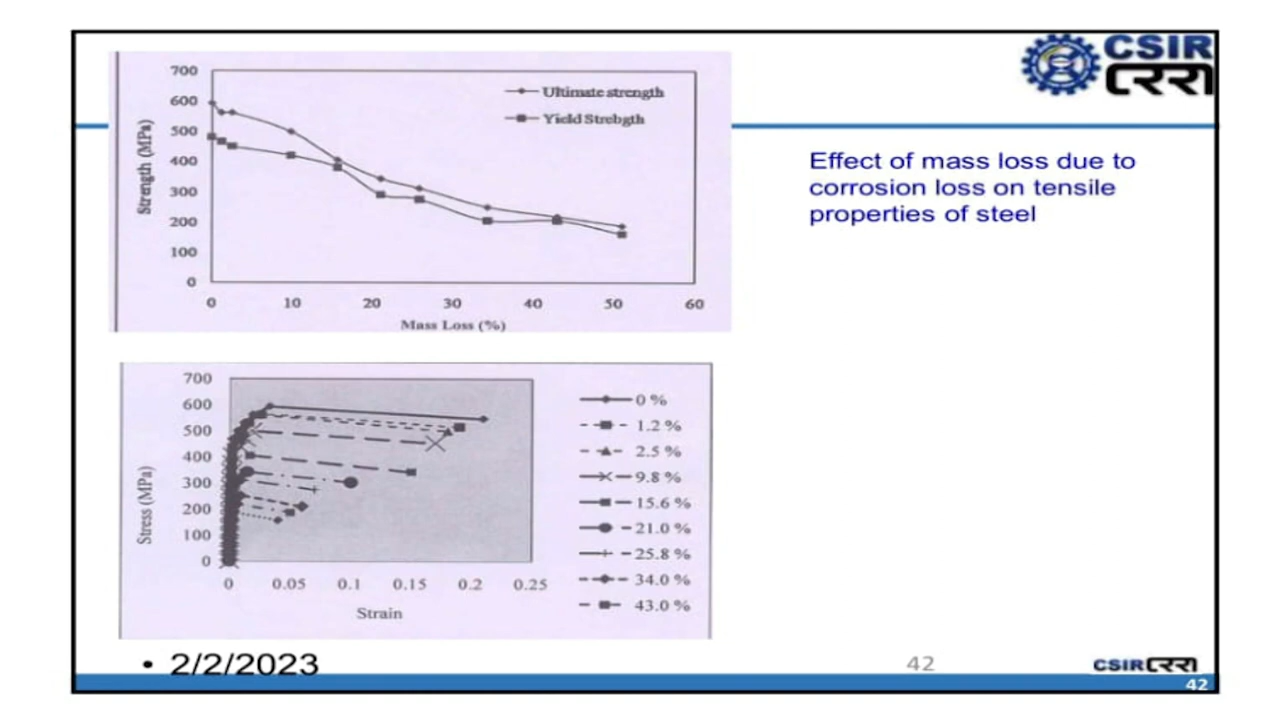 CSIR
CRRI
700
600
500
400
300
200
100
0
Strength (MPa)
Ultimate strength
Yield Strebgth
0 10 20 30 40 50 60
Mass Loss (%)
Effect of mass loss due to
corrosion loss on tensile
properties of steel
700
600
500
400
300
200
100
0
Stress (MPa)
0 0.05 0.1 0.15 0.2 0.25
Strain
0 %
1.2 %
2.5 %
9.8 %
15.6 %
21.0 %
25.8 %
34.0 %
43.0 %
• 2/2/2023
42
CSIR CRRI
42